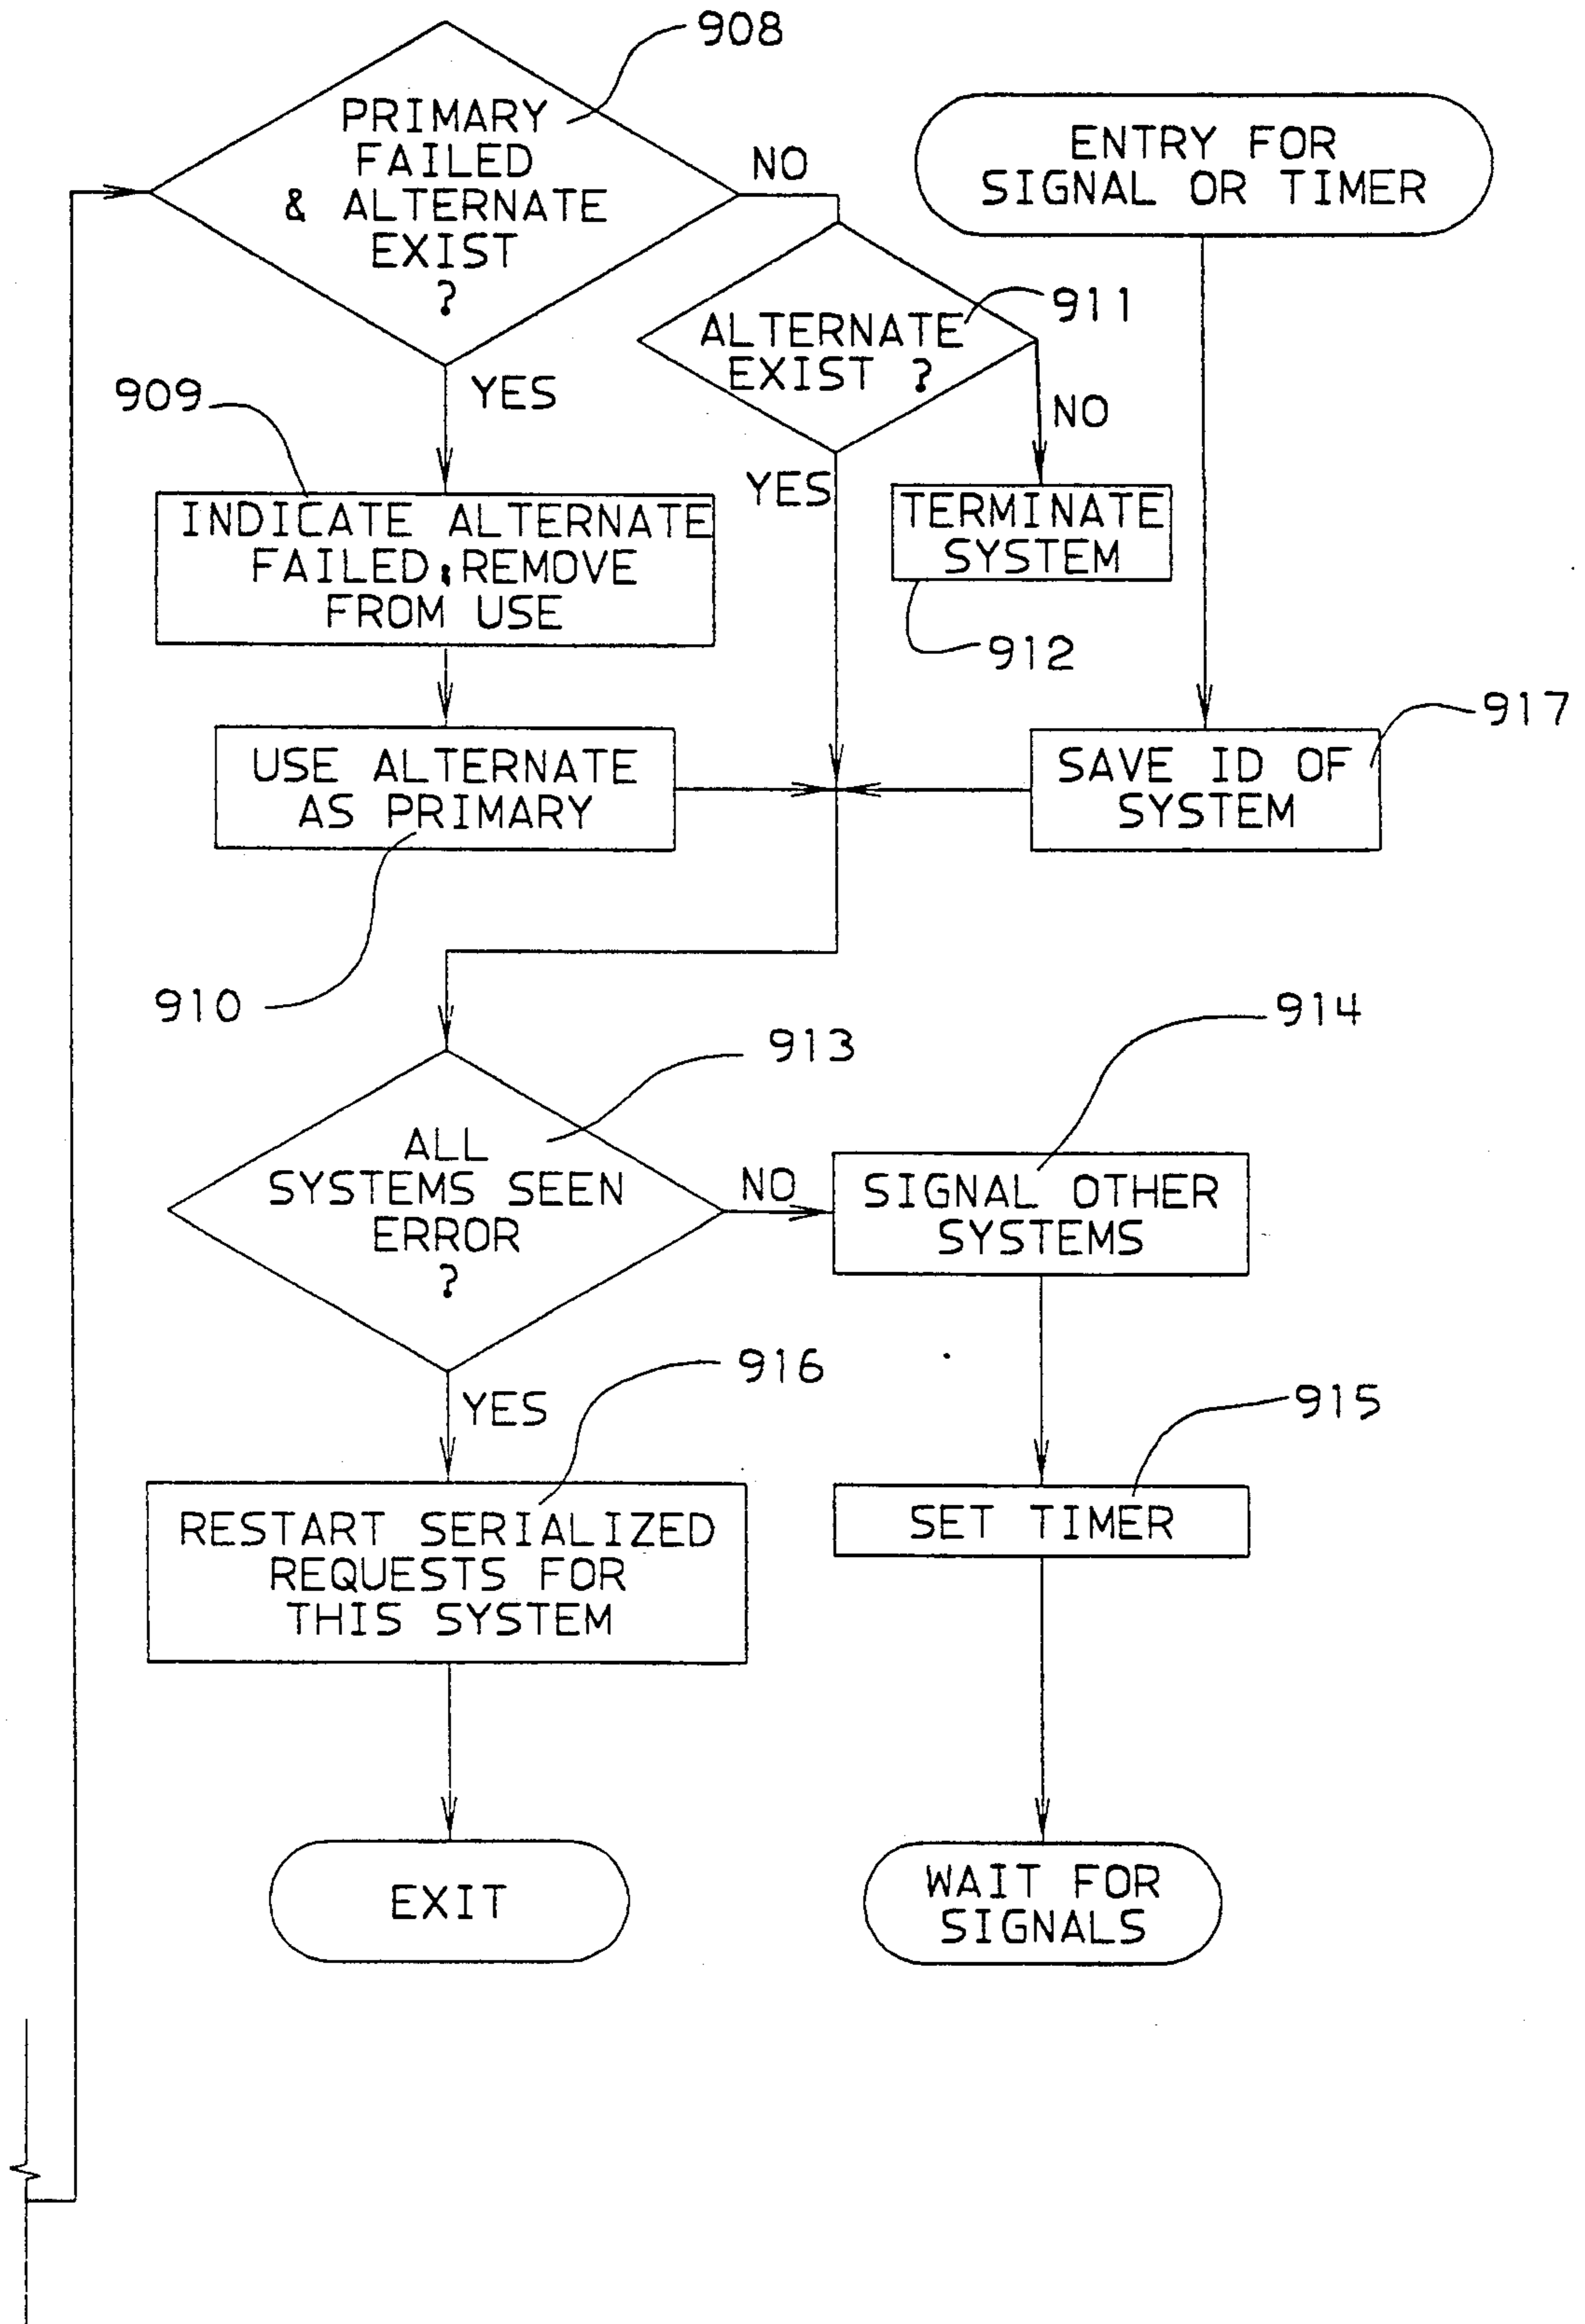 908
PRIMARY
FAILED
& ALTERNATE
EXIST
?
NO
ENTRY FOR
SIGNAL OR TIMER
911
ALTERNATE
EXIST ?
909
YES
NO
YES
INDICATE ALTERNATE
FAILED; REMOVE
FROM USE
TERMINATE
SYSTEM
912
917
USE ALTERNATE
AS PRIMARY
SAVE ID OF
SYSTEM
910
914
913
ALL
SYSTEMS SEEN
ERROR
?
NO
SIGNAL OTHER
SYSTEMS
916
YES
915
RESTART SERIALIZED
REQUESTS FOR
THIS SYSTEM
SET TIMER
EXIT
WAIT FOR
SIGNALS